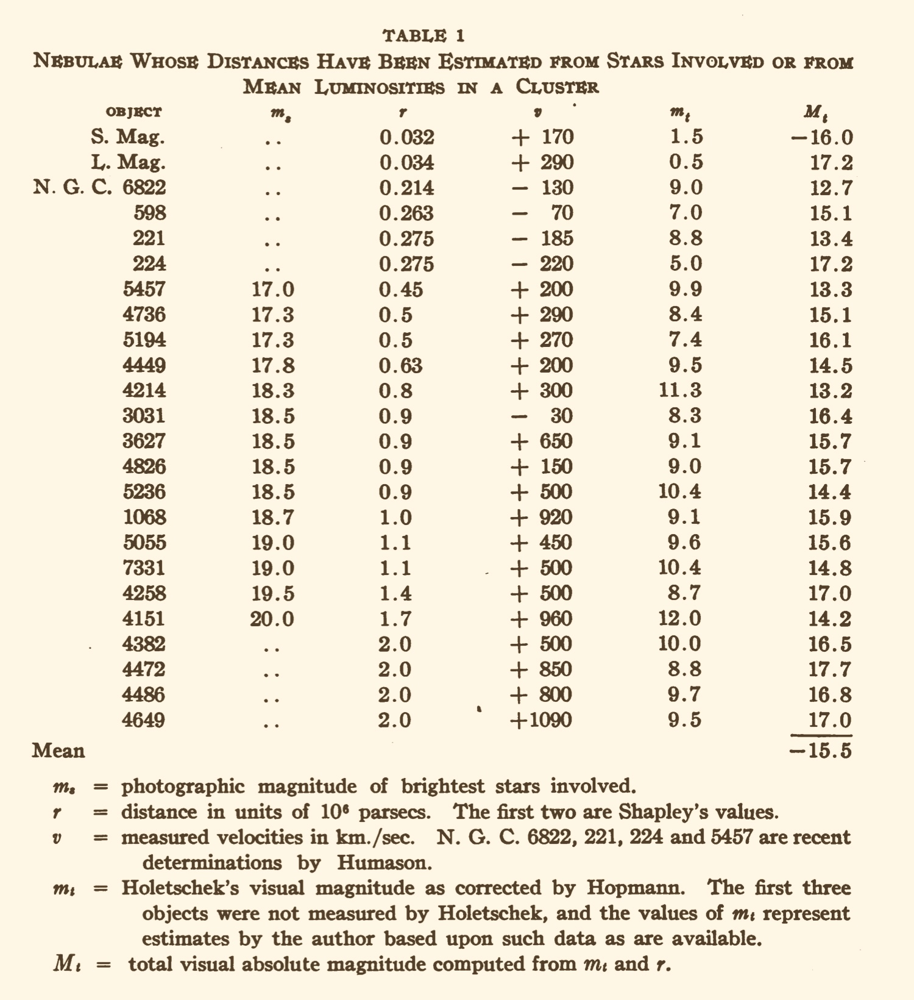 TABLE 1
NEBULAE WHOSE DISTANCES HAVE BEEN ESTIMATED FROM STARS INVOLVED OR FROM
MEAN LUMINOSITIES IN A CLUSTER
OBJECT mₛ r v mₜ Mₜ
S. Mag. .. 0.032 + 170 1.5 −16.0
L. Mag. .. 0.034 + 290 0.5 17.2
N. G. C. 6822 .. 0.214 − 130 9.0 12.7
598 .. 0.263 − 70 7.0 15.1
221 .. 0.275 − 185 8.8 13.4
224 .. 0.275 − 220 5.0 17.2
5457 17.0 0.45 + 200 9.9 13.3
4736 17.3 0.5 + 290 8.4 15.1
5194 17.3 0.5 + 270 7.4 16.1
4449 17.8 0.63 + 200 9.5 14.5
4214 18.3 0.8 + 300 11.3 13.2
3031 18.5 0.9 − 30 8.3 16.4
3627 18.5 0.9 + 650 9.1 15.7
4826 18.5 0.9 + 150 9.0 15.7
5236 18.5 0.9 + 500 10.4 14.4
1068 18.7 1.0 + 920 9.1 15.9
5055 19.0 1.1 + 450 9.6 15.6
7331 19.0 1.1 + 500 10.4 14.8
4258 19.5 1.4 + 500 8.7 17.0
4151 20.0 1.7 + 960 12.0 14.2
4382 .. 2.0 + 500 10.0 16.5
4472 .. 2.0 + 850 8.8 17.7
4486 .. 2.0 + 800 9.7 16.8
4649 .. 2.0 +1090 9.5 17.0
Mean −15.5
mₛ = photographic magnitude of brightest stars involved.
r = distance in units of 10⁶ parsecs. The first two are Shapley's values.
v = measured velocities in km./sec. N. G. C. 6822, 221, 224 and 5457 are recent
determinations by Humason.
mₜ = Holetschek's visual magnitude as corrected by Hopmann. The first three
objects were not measured by Holetschek, and the values of mₜ represent
estimates by the author based upon such data as are available.
Mₜ = total visual absolute magnitude computed from mₜ and r.